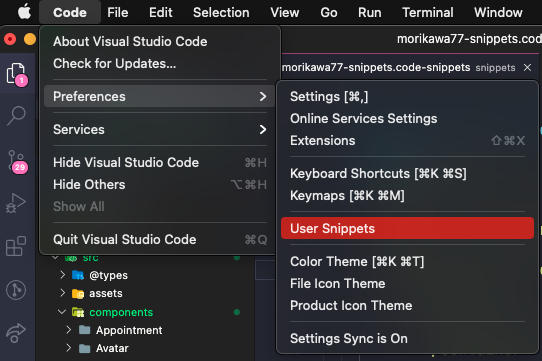 Code File Edit Selection View Go Run Terminal Window
morikawa77-snippets.cod
About Visual Studio Code
Check for Updates...
Preferences
Services
Hide Visual Studio Code ⌘H
Hide Others ⌥⌘H
Show All
Quit Visual Studio Code ⌘Q
morikawa77-snippets.code-snippets snippets
Settings [⌘,]
Online Services Settings
Extensions ⇧⌘X
Keyboard Shortcuts [⌘K ⌘S]
Keymaps [⌘K ⌘M]
User Snippets
Color Theme [⌘K ⌘T]
File Icon Theme
Product Icon Theme
Settings Sync is On
1
29
src
@types
assets
components
Appointment
Avatar